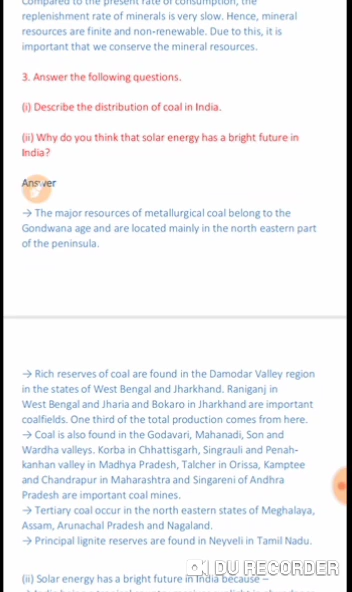 Compared to the present rate of consumption, the
replenishment rate of minerals is very slow. Hence, mineral
resources are finite and non-renewable. Due to this, it is
important that we conserve the mineral resources.
3. Answer the following questions.
(i) Describe the distribution of coal in India.
(ii) Why do you think that solar energy has a bright future in
India?
Answer
→ The major resources of metallurgical coal belong to the
Gondwana age and are located mainly in the north eastern part
of the peninsula.
→ Rich reserves of coal are found in the Damodar Valley region
in the states of West Bengal and Jharkhand. Raniganj in
West Bengal and Jharia and Bokaro in Jharkhand are important
coalfields. One third of the total production comes from here.
→ Coal is also found in the Godavari, Mahanadi, Son and
Wardha valleys. Korba in Chhattisgarh, Singrauli and Penah-
kanhan valley in Madhya Pradesh, Talcher in Orissa, Kamptee
and Chandrapur in Maharashtra and Singareni of Andhra
Pradesh are important coal mines.
→ Tertiary coal occur in the north eastern states of Meghalaya,
Assam, Arunachal Pradesh and Nagaland.
→ Principal lignite reserves are found in Neyveli in Tamil Nadu.
DU RECORDER
(ii) Solar energy has a bright future in India because –